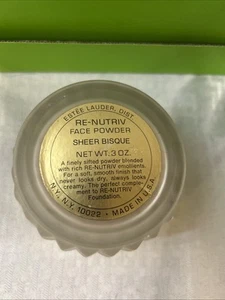 ESTĒE LAUDER, DIST.
RE-NUTRIV
FACE POWDER
SHEER BISQUE
NET WT. 3 OZ.
A finely sifted powder blended
with rich RE-NUTRIV emollients.
For a soft, smooth finish that
never looks dry, always looks
creamy. The perfect comple-
ment to RE-NUTRIV
Foundation.
N.Y., N.Y. 10022 • MADE IN U.S.A.